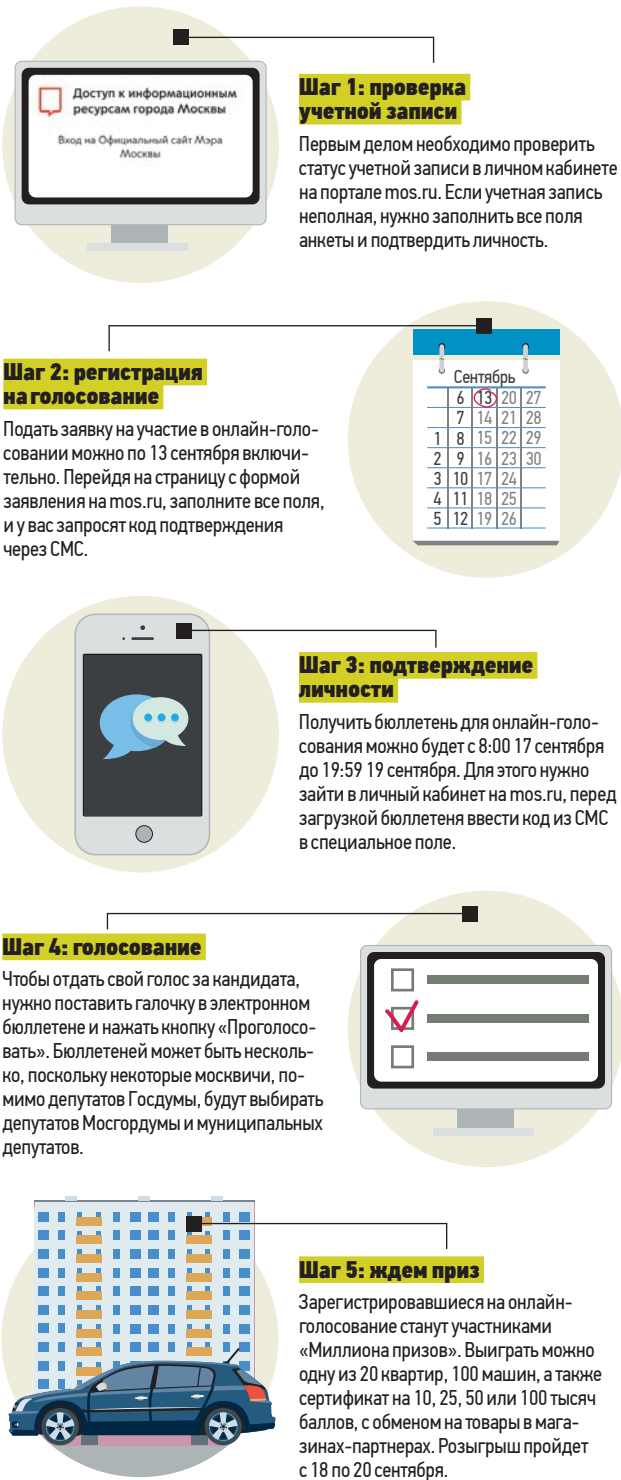 Доступ к информационным
ресурсам города Москвы
Вход на Официальный сайт Мэра
Москвы
Шаг 1: проверка
учетной записи
Первым делом необходимо проверить
статус учетной записи в личном кабинете
на портале mos.ru. Если учетная запись
неполная, нужно заполнить все поля
анкеты и подтвердить личность.
Шаг 2: регистрация
на голосование
Подать заявку на участие в онлайн-голо-
совании можно по 13 сентября включи-
тельно. Перейдя на страницу с формой
заявления на mos.ru, заполните все поля,
и у вас запросят код подтверждения
через СМС.
Сентябрь
6 13 20 27
7 14 21 28
1 8 15 22 29
2 9 16 23 30
3 10 17 24
4 11 18 25
5 12 19 26
Шаг 3: подтверждение
личности
Получить бюллетень для онлайн-голо-
сования можно будет с 8:00 17 сентября
до 19:59 19 сентября. Для этого нужно
зайти в личный кабинет на mos.ru, перед
загрузкой бюллетеня ввести код из СМС
в специальное поле.
Шаг 4: голосование
Чтобы отдать свой голос за кандидата,
нужно поставить галочку в электронном
бюллетене и нажать кнопку «Проголосо-
вать». Бюллетеней может быть несколь-
ко, поскольку некоторые москвичи, по-
мимо депутатов Госдумы, будут выбирать
депутатов Мосгордумы и муниципальных
депутатов.
Шаг 5: ждем приз
Зарегистрировавшиеся на онлайн-
голосование станут участниками
«Миллиона призов». Выиграть можно
одну из 20 квартир, 100 машин, а также
сертификат на 10, 25, 50 или 100 тысяч
баллов, с обменом на товары в мага-
зинах-партнерах. Розыгрыш пройдет
с 18 по 20 сентября.